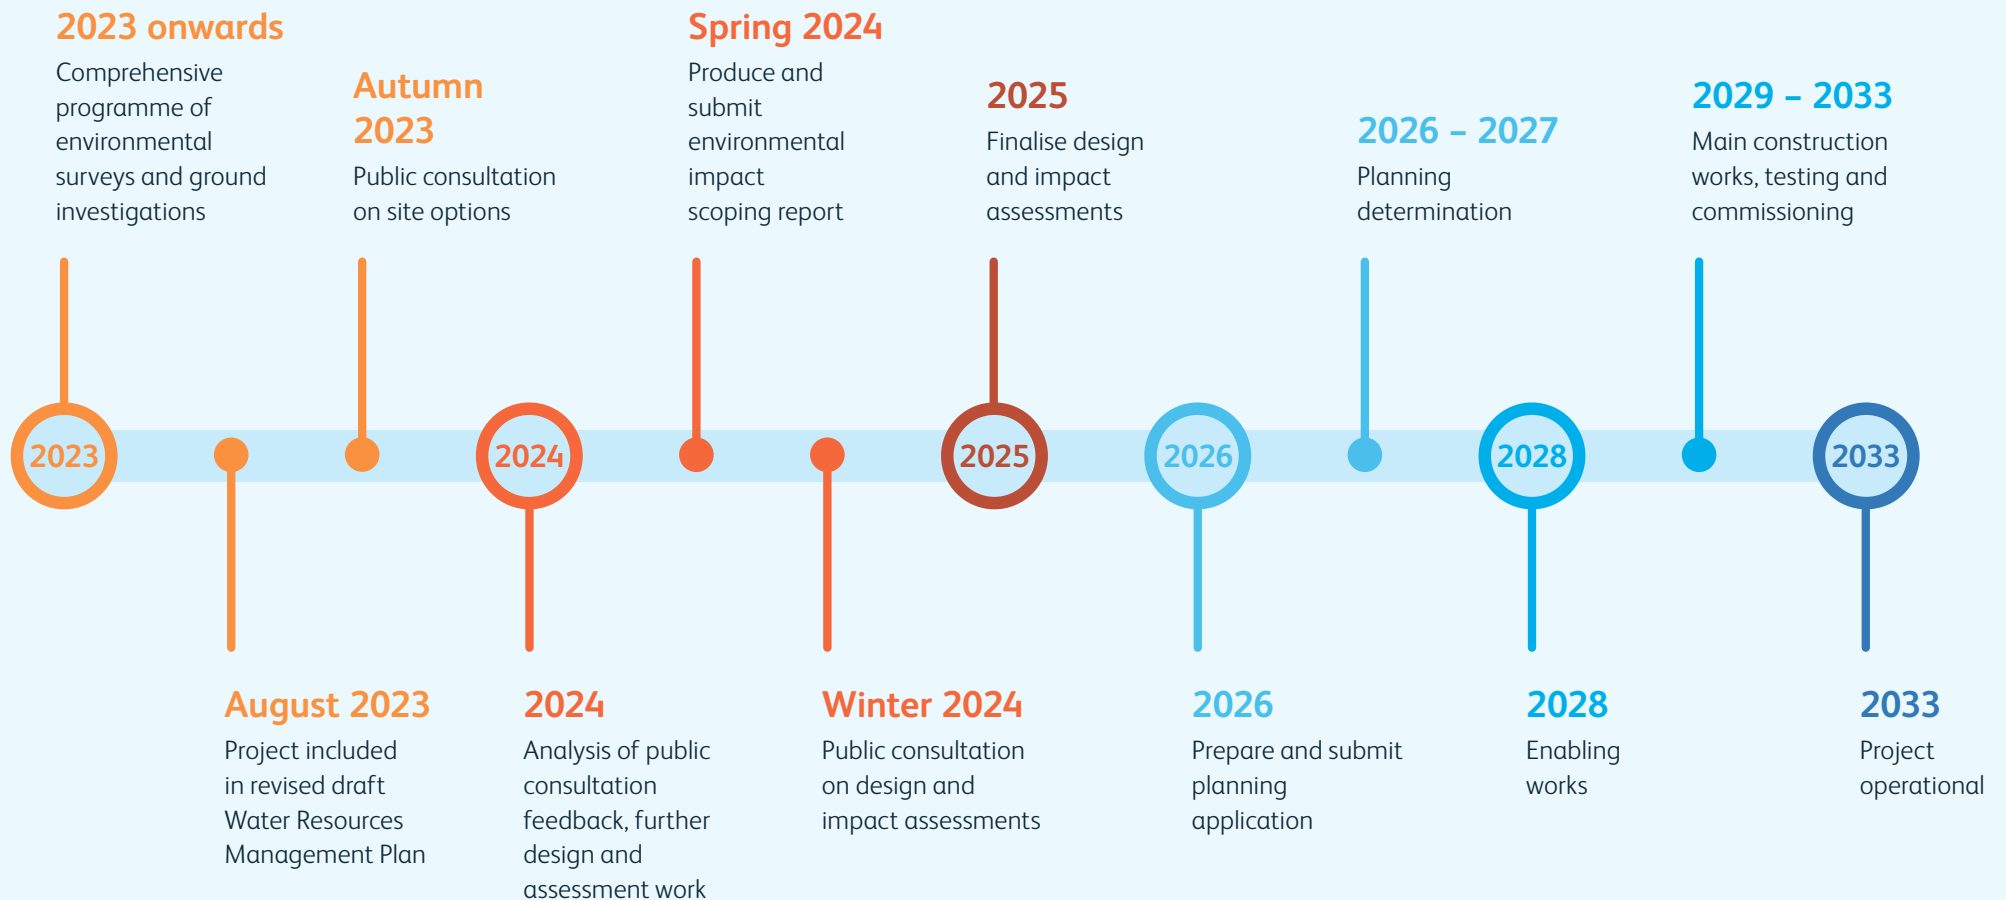 2023 onwards
Comprehensive
programme of
environmental
surveys and ground
investigations
Autumn
2023
Public consultation
on site options
Spring 2024
Produce and
submit
environmental
impact
scoping report
2025
Finalise design
and impact
assessments
2026 – 2027
Planning
determination
2029 – 2033
Main construction
works, testing and
commissioning
2023
2024
2025
2026
2028
2033
August 2023
Project included
in revised draft
Water Resources
Management Plan
2024
Analysis of public
consultation
feedback, further
design and
assessment work
Winter 2024
Public consultation
on design and
impact assessments
2026
Prepare and submit
planning
application
2028
Enabling
works
2033
Project
operational